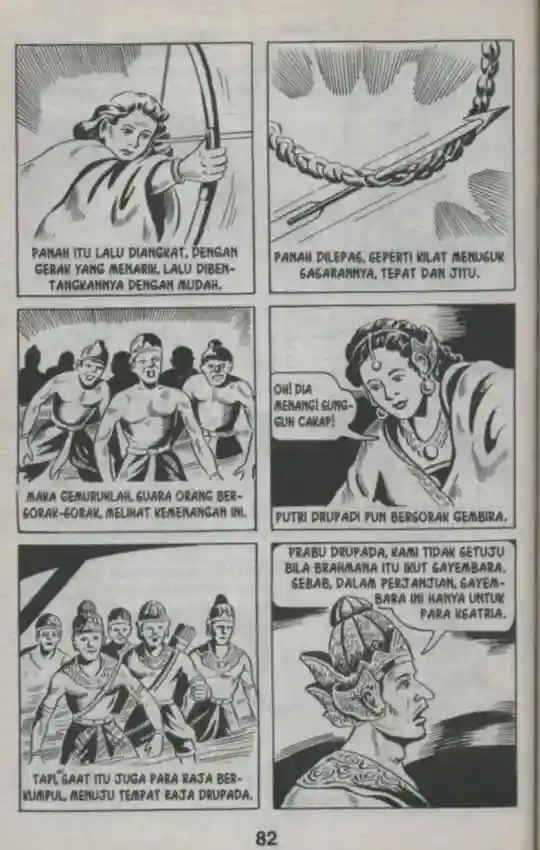 PANAH ITU LALU DIANGKAT, DENGAN
GERAK YANG MENARIK, LALU DIBEN-
TANGKANNYA DENGAN MUDAH.
PANAH DILEPAS, SEPERTI KILAT MENUSUK
SASARANNYA, TEPAT DAN JITU.
MAKA GEMURUHLAH, SUARA ORANG BER-
SORAK-SORAK, MELIHAT KEMENANGAN INI.
OH! DIA
MENANG! SUNG-
GUH CAKAP!
PUTRI DRUPADI PUN BERSORAK GEMBIRA.
TAPI, SAAT ITU JUGA PARA RAJA BER-
KUMPUL, MENUJU TEMPAT RAJA DRUPADA.
PRABU DRUPADA, KAMI TIDAK SETUJU
BILA BRAHMANA ITU IKUT SAYEMBARA.
SEBAB, DALAM PERJANJIAN, SAYEM-
BARA INI HANYA UNTUK
PARA KSATRIA.
82